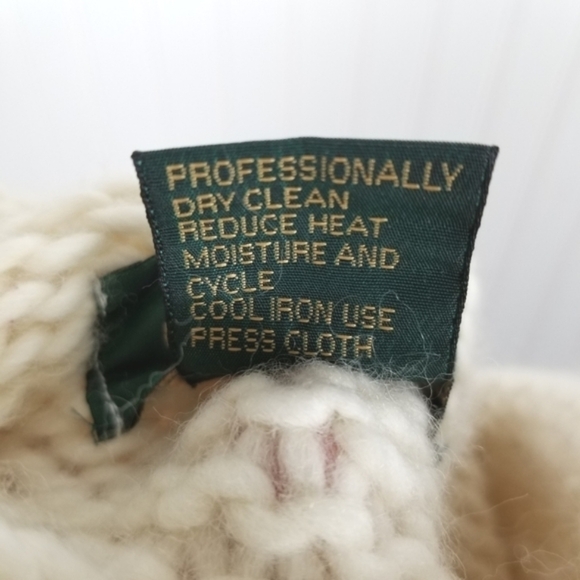 PROFESSIONALLY
DRY CLEAN
REDUCE HEAT
MOISTURE AND
CYCLE
COOL IRON USE
PRESS CLOTH